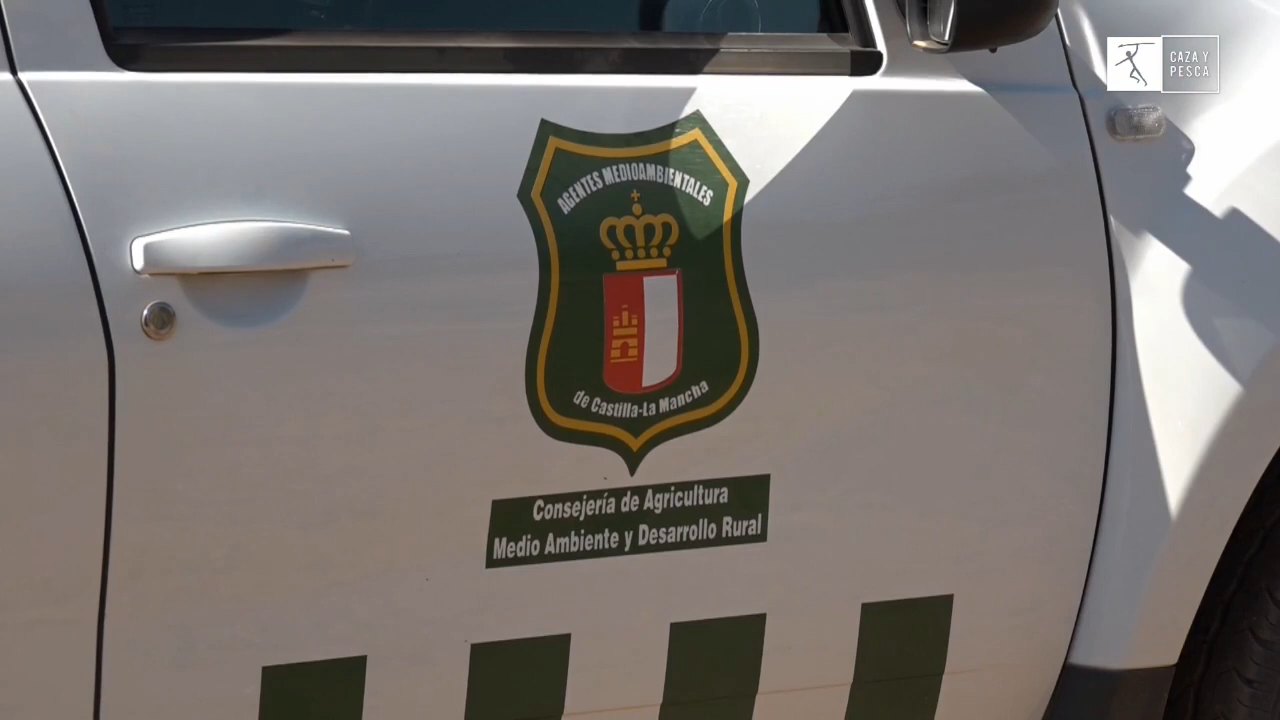 CAZA Y
PESCA
AGENTES MEDIOAMBIENTALES
de Castilla-La Mancha
Consejería de Agricultura
Medio Ambiente y Desarrollo Rural